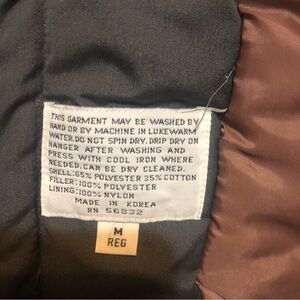 THIS GARMENT MAY BE WASHED BY
HAND OR BY MACHINE IN LUKEWARM
WATER. DO NOT SPIN DRY. DRIP DRY ON
HANGER AFTER WASHING AND
PRESS WITH COOL IRON WHERE
NEEDED. CAN BE DRY CLEANED.
SHELL: 65% POLYESTER 35% COTTON
FILLER: 100% POLYESTER
LINING: 100% NYLON
MADE IN KOREA
RN 56832
M
REG